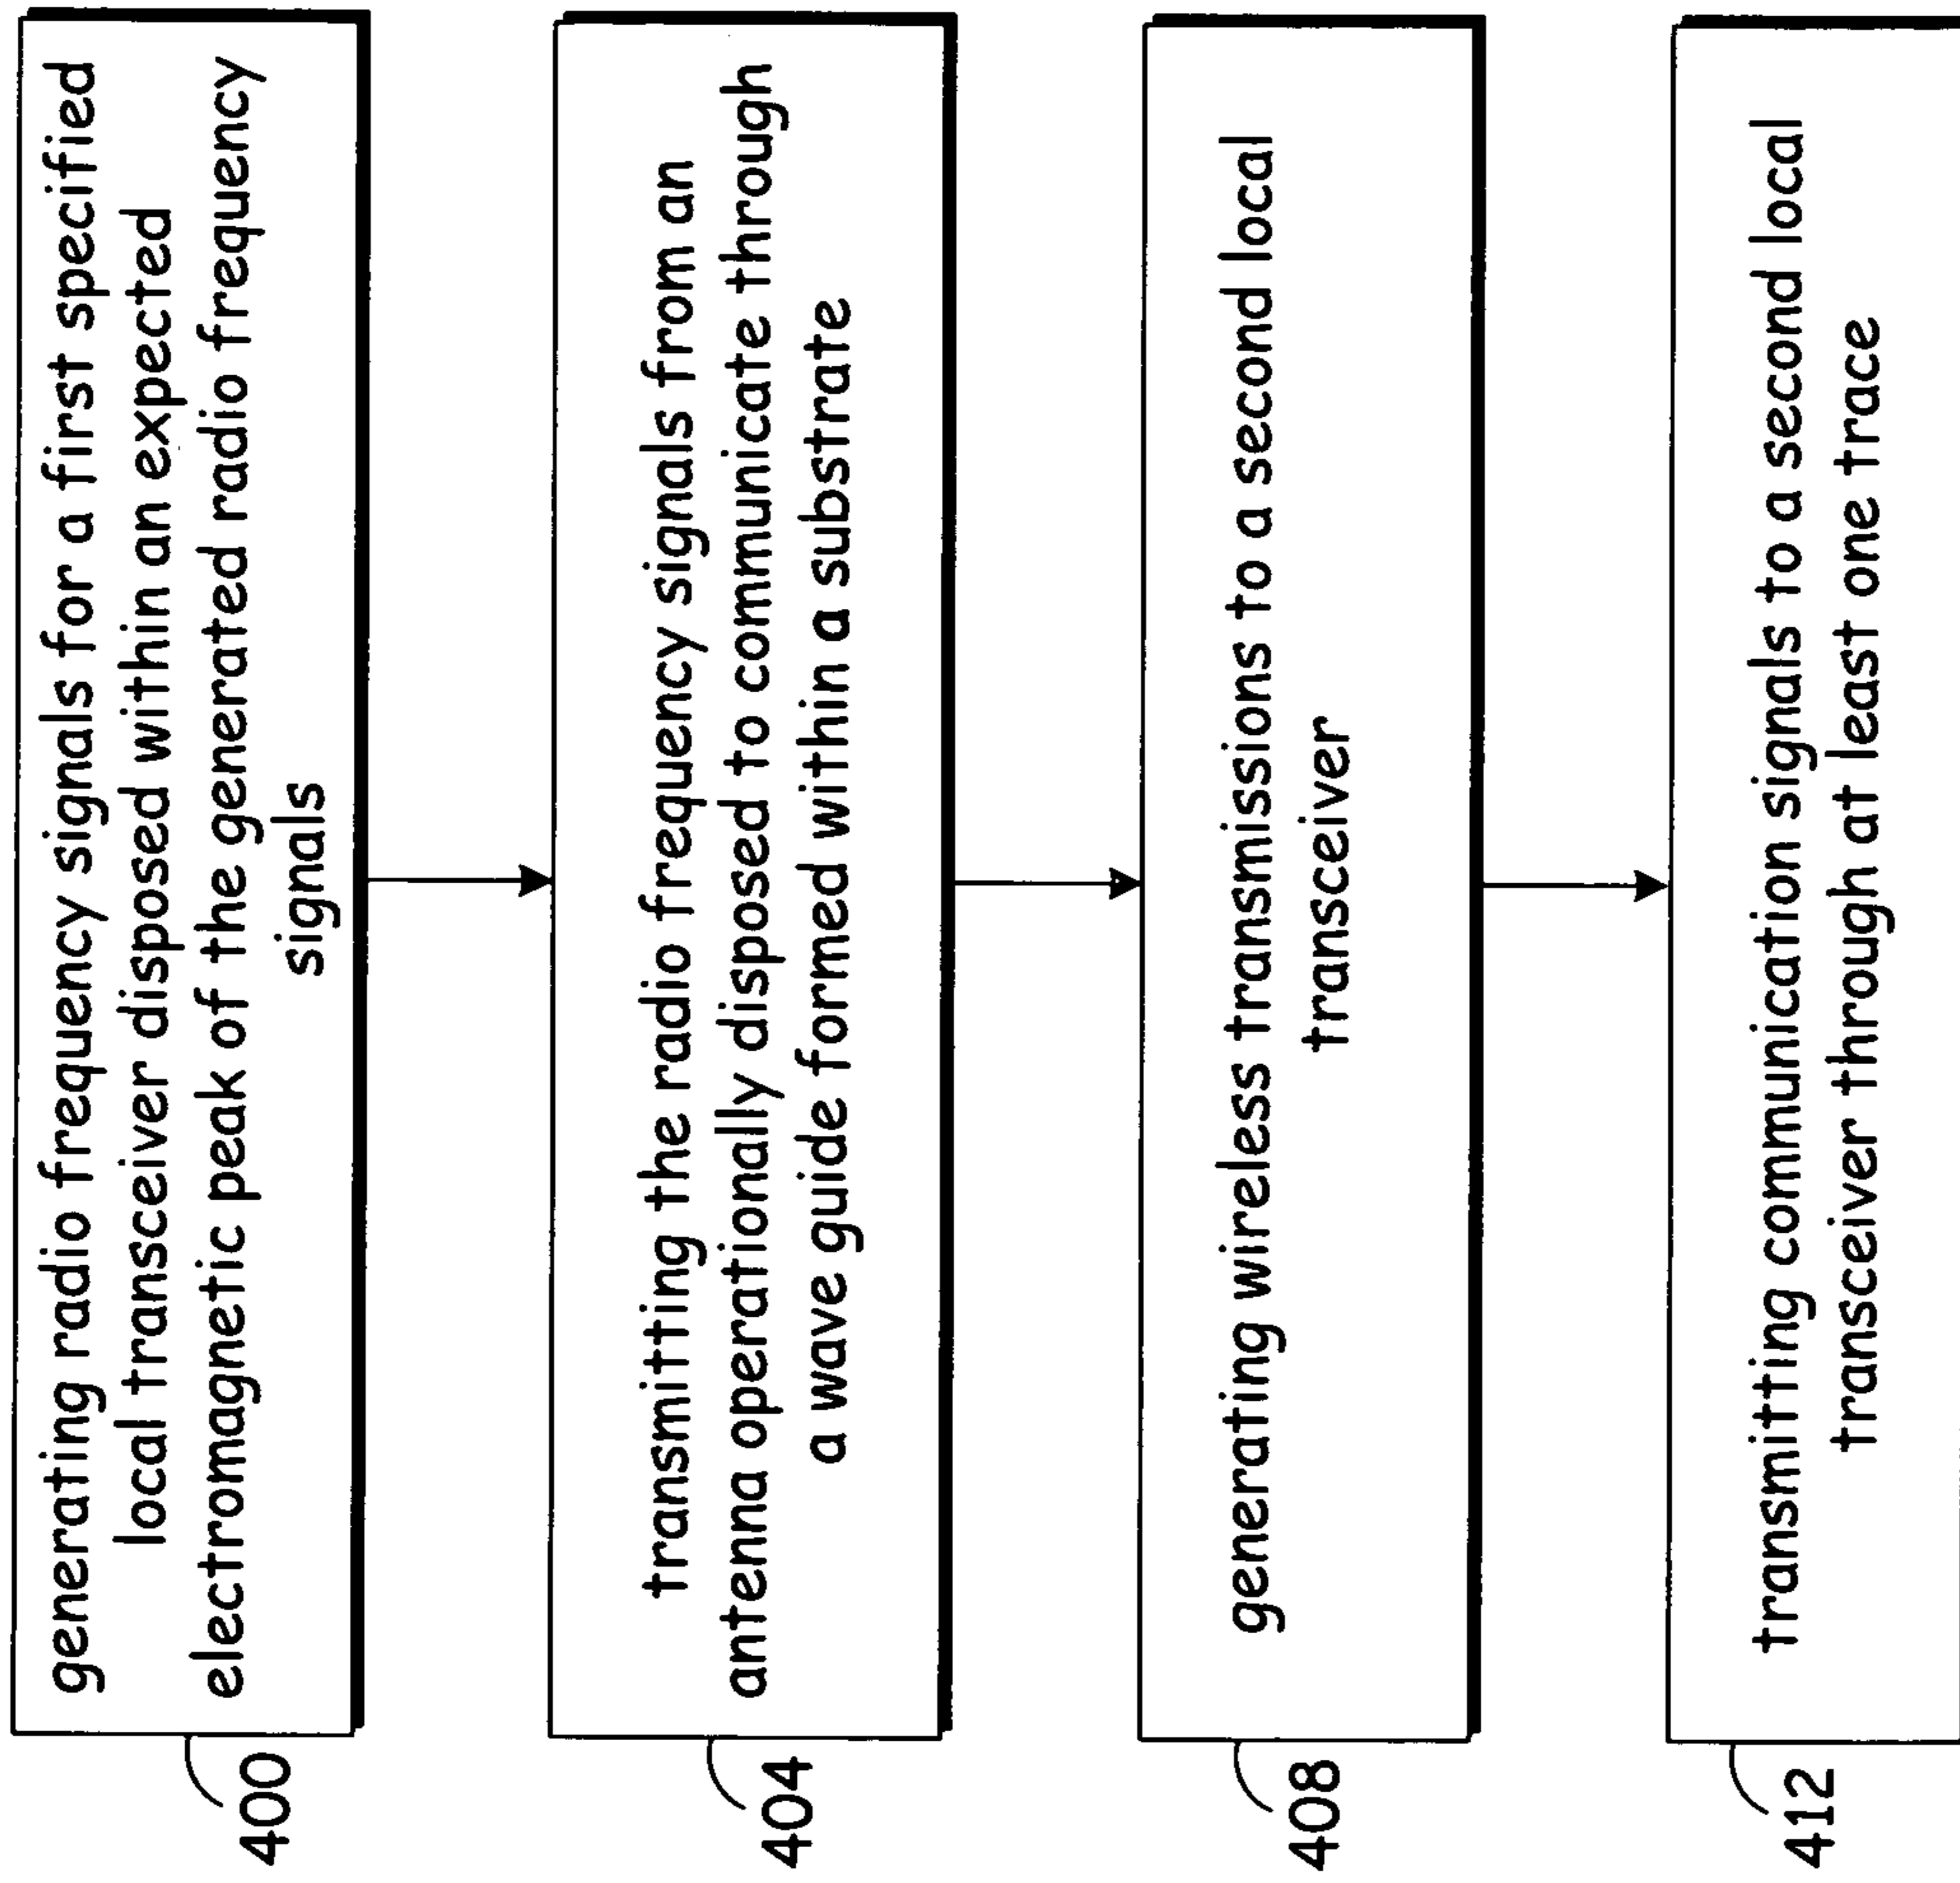 generating radio frequency signals for a first specified
local transceiver disposed within an expected
electromagnetic peak of the generated radio frequency
signals
400
transmitting the radio frequency signals from an
antenna operationally disposed to communicate through
a wave guide formed within a substrate
404
generating wireless transmissions to a second local
transceiver
408
transmitting communication signals to a second local
transceiver through at least one trace
412